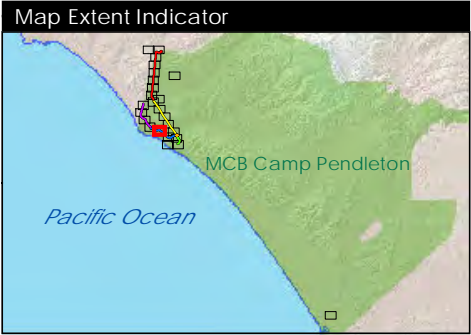 Map Extent Indicator
MCB Camp Pendleton
Pacific Ocean